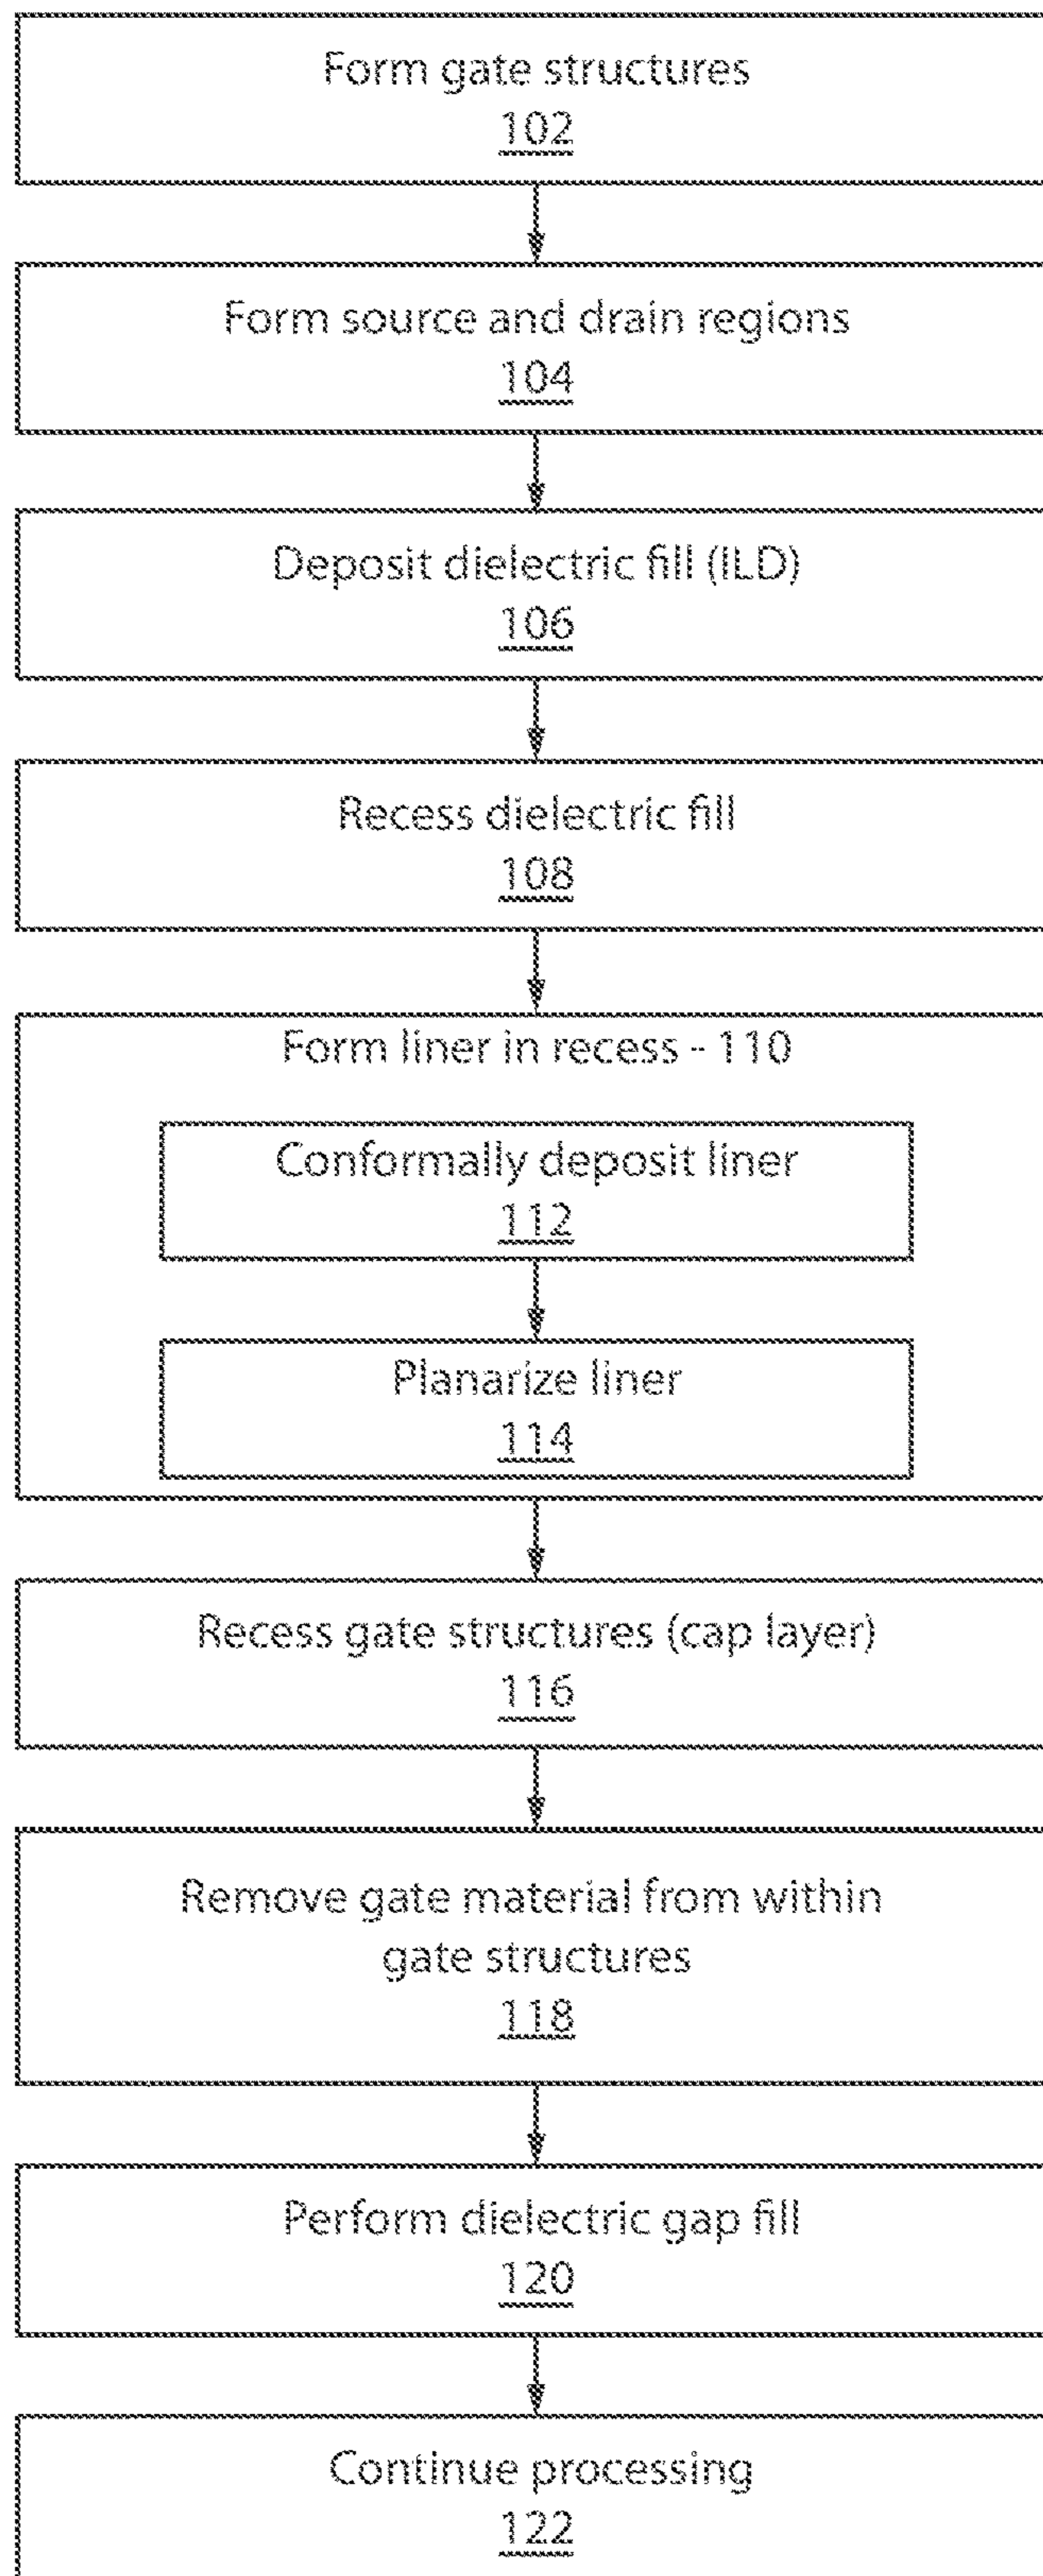 Form gate structures
102
Form source and drain regions
104
Deposit dielectric fill (ILD)
106
Recess dielectric fill
108
Form liner in recess - 110
Conformally deposit liner
112
Planarize liner
114
Recess gate structures (cap layer)
116
Remove gate material from within
gate structures
118
Perform dielectric gap fill
120
Continue processing
122